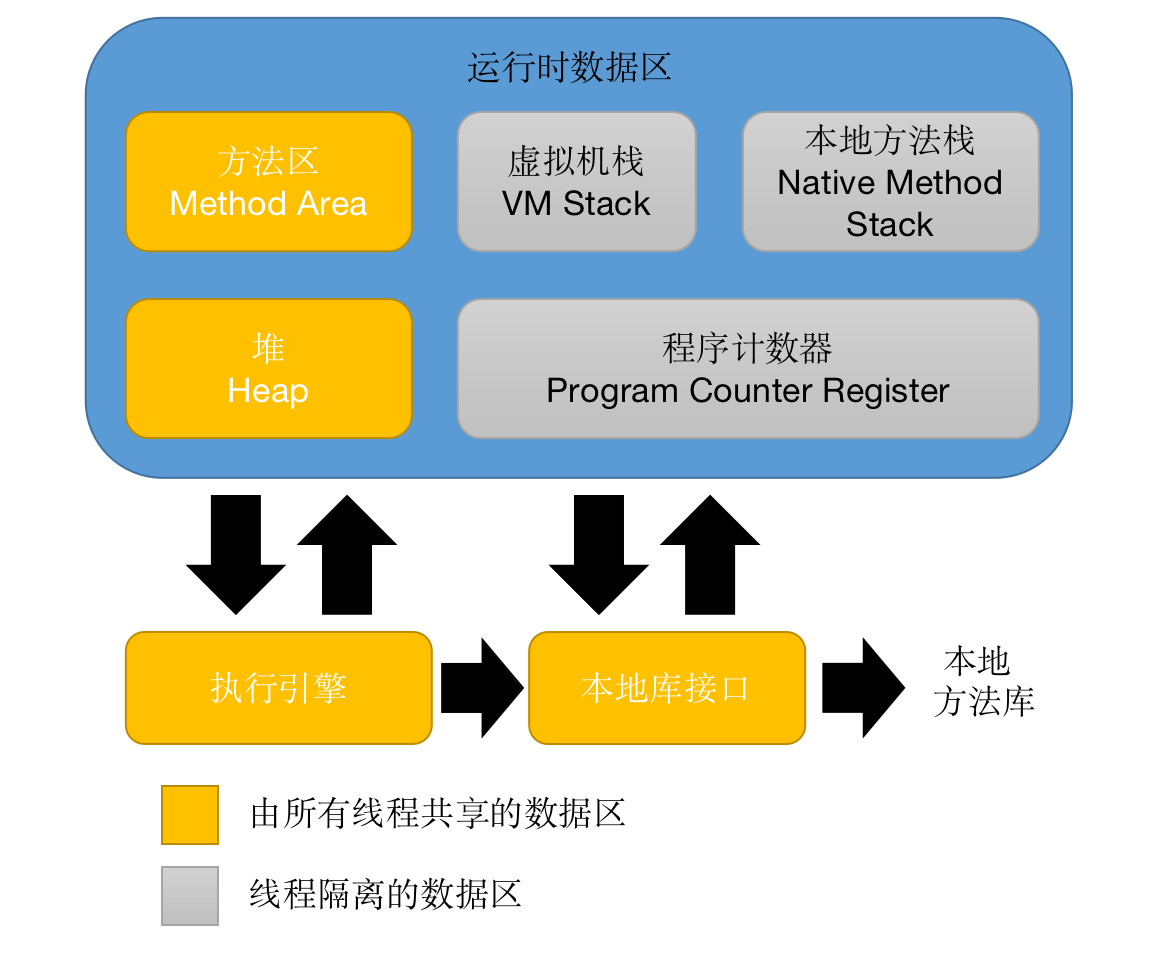 运行时数据区
方法区
Method Area
虚拟机栈
VM Stack
本地方法栈
Native Method
Stack
堆
Heap
程序计数器
Program Counter Register
执行引擎
本地库接口
本地
方法库
由所有线程共享的数据区
线程隔离的数据区